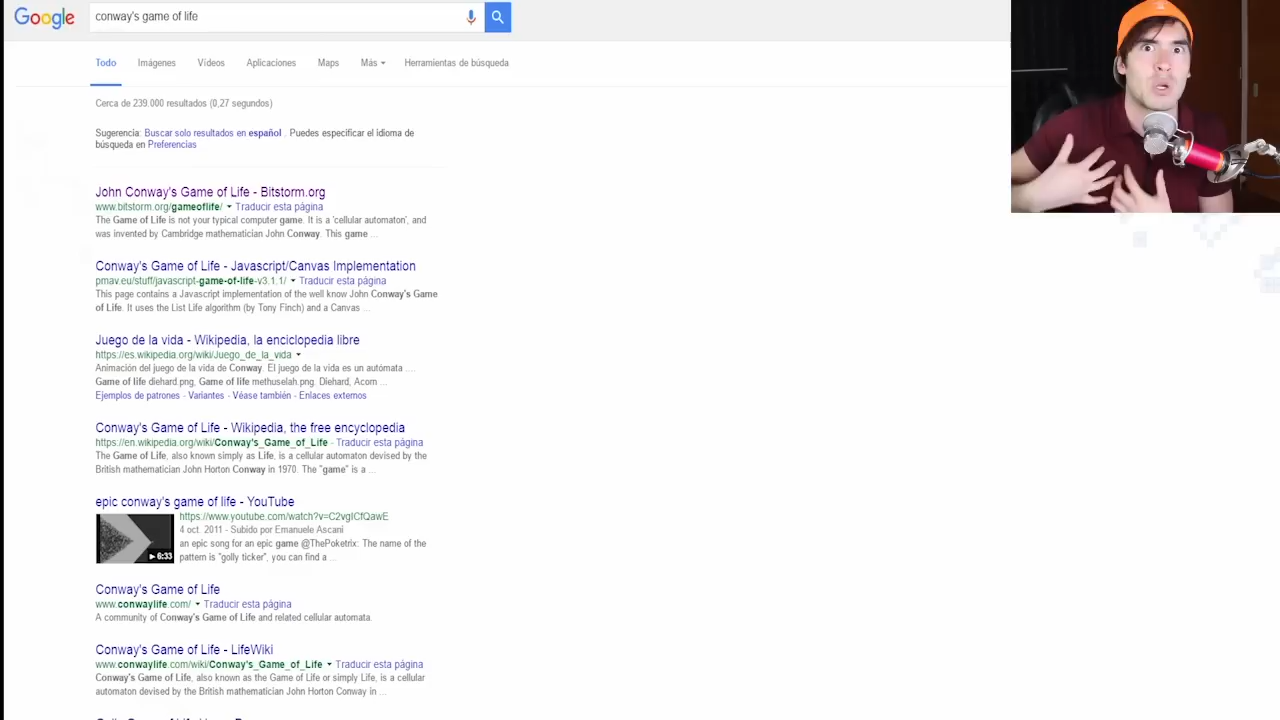 Google
conway's game of life
Todo Imágenes Vídeos Aplicaciones Maps Más Herramientas de búsqueda
Cerca de 239.000 resultados (0,27 segundos)
Sugerencia: Buscar solo resultados en español . Puedes especificar el idioma de
búsqueda en Preferencias
John Conway's Game of Life - Bitstorm.org
www.bitstorm.org/gameoflife/ Traducir esta página
The Game of Life is not your typical computer game. It is a 'cellular automaton', and
was invented by Cambridge mathematician John Conway. This game ...
Conway's Game of Life - Javascript/Canvas Implementation
pmav.eu/stuff/javascript-game-of-life-v3.1.1/ Traducir esta página
This page contains a Javascript implementation of the well know John Conway's Game
of Life. It uses the List Life algorithm (by Tony Finch) and a Canvas ...
Juego de la vida - Wikipedia, la enciclopedia libre
https://es.wikipedia.org/wiki/Juego_de_la_vida
Animación del juego de la vida de Conway. El juego de la vida es un autómata ....
Game of life diehard.png, Game of life methuselah.png. Diehard, Acorn ...
Ejemplos de patrones - Variantes - Véase también - Enlaces externos
Conway's Game of Life - Wikipedia, the free encyclopedia
https://en.wikipedia.org/wiki/Conway's_Game_of_Life - Traducir esta página
The Game of Life, also known simply as Life, is a cellular automaton devised by the
British mathematician John Horton Conway in 1970. The "game" is a ...
epic conway's game of life - YouTube
https://www.youtube.com/watch?v=C2vgICfQawE
4 oct. 2011 - Subido por Emanuele Ascani
an epic song for an epic game @ThePoketrix: The name of the
6:33
pattern is "golly ticker", you can find a ...
Conway's Game of Life
www.conwaylife.com/ Traducir esta página
A community of Conway's Game of Life and related cellular automata.
Conway's Game of Life - LifeWiki
www.conwaylife.com/wiki/Conway's_Game_of_Life Traducir esta página
Conway's Game of Life, also known as the Game of Life or simply Life, is a cellular
automaton devised by the British mathematician John Horton Conway in ...